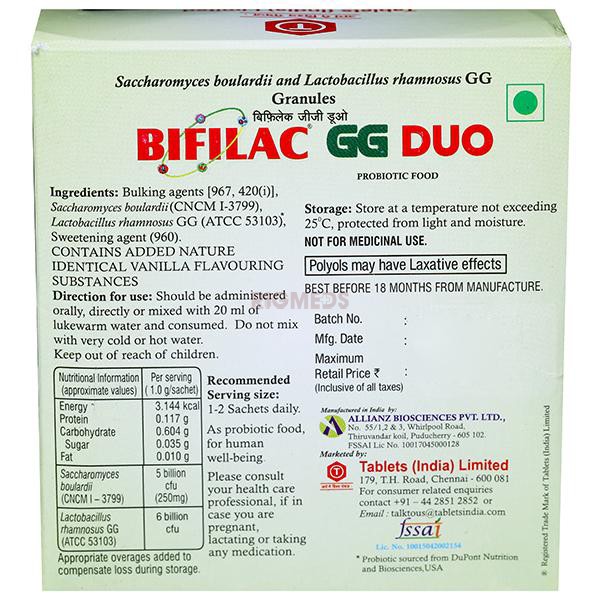 Tablets (India) Limited
Saccharomyces boulardii and Lactobacillus rhamnosus GG
Granules
बिफ़िलेक जीजी डूओ
BIFILAC® GG DUO
PROBIOTIC FOOD
Ingredients: Bulking agents [967, 420(i)],
Saccharomyces boulardii (CNCM I-3799),
Lactobacillus rhamnosus GG (ATCC 53103)*,
Sweetening agent (960).
CONTAINS ADDED NATURE
IDENTICAL VANILLA FLAVOURING
SUBSTANCES
Direction for use: Should be administered
orally, directly or mixed with 20 ml of
lukewarm water and consumed. Do not mix
with very cold or hot water.
Keep out of reach of children.
Nutritional Information (approximate values) Per serving (1.0 g/sachet)
Energy ~ 3.144 kcal
Protein 0.117 g
Carbohydrate 0.604 g
Sugar 0.035 g
Fat 0.010 g
Saccharomyces boulardii (CNCM I – 3799) 5 billion cfu (250mg)
Lactobacillus rhamnosus GG (ATCC 53103) 6 billion cfu
Appropriate overages added to
compensate loss during storage.
Recommended
Serving size:
1-2 Sachets daily.
As probiotic food,
for human
well-being.
Please consult
your health care
professional, if in
case you are
pregnant,
lactating or taking
any medication.
Storage: Store at a temperature not exceeding
25°C, protected from light and moisture.
NOT FOR MEDICINAL USE.
Polyols may have Laxative effects
BEST BEFORE 18 MONTHS FROM MANUFACTURE.
Batch No. :
Mfg. Date :
Maximum
Retail Price ₹ :
(Inclusive of all taxes)
Manufactured in India by:
ALLIANZ BIOSCIENCES PVT. LTD.,
No. 55/1,2 & 3, Whirlpool Road,
Thiruvandar koil, Puducherry - 605 102.
FSSAI Lic No: 10017045000128
Marketed by:
Tablets (India) Limited
179, T.H. Road, Chennai - 600 081
For consumer related enquiries
contact +91 – 44 2851 2852 or
Email : talktous@tabletsindia.com
fssai
Lic. No. 10015042002154
* Probiotic sourced from DuPont Nutrition
and Biosciences,USA
® Registered Trade Mark of Tablets (India) Limited